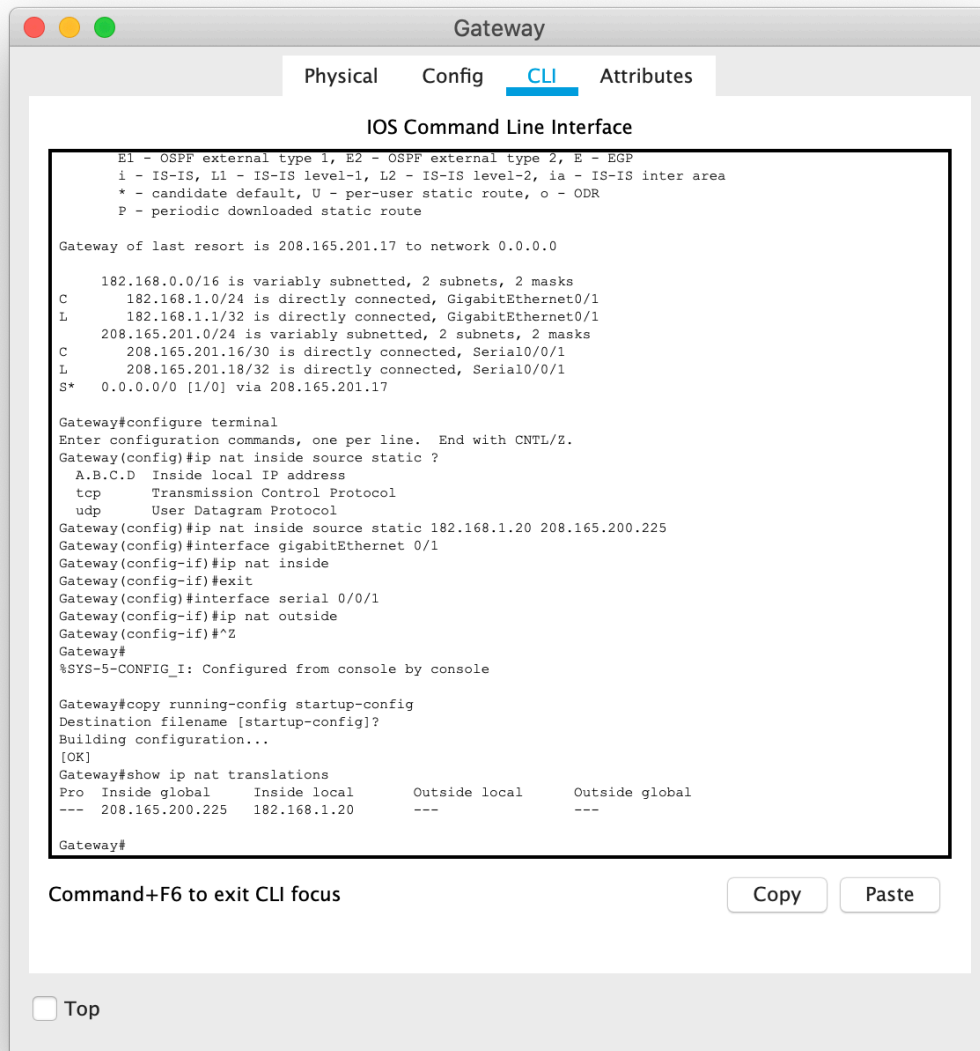 Gateway
Physical Config CLI Attributes
IOS Command Line Interface
E1 - OSPF external type 1, E2 - OSPF external type 2, E - EGP
i - IS-IS, L1 - IS-IS level-1, L2 - IS-IS level-2, ia - IS-IS inter area
* - candidate default, U - per-user static route, o - ODR
P - periodic downloaded static route
Gateway of last resort is 208.165.201.17 to network 0.0.0.0
182.168.0.0/16 is variably subnetted, 2 subnets, 2 masks
C 182.168.1.0/24 is directly connected, GigabitEthernet0/1
L 182.168.1.1/32 is directly connected, GigabitEthernet0/1
208.165.201.0/24 is variably subnetted, 2 subnets, 2 masks
C 208.165.201.16/30 is directly connected, Serial0/0/1
L 208.165.201.18/32 is directly connected, Serial0/0/1
S* 0.0.0.0/0 [1/0] via 208.165.201.17
Gateway#configure terminal
Enter configuration commands, one per line. End with CNTL/Z.
Gateway(config)#ip nat inside source static ?
A.B.C.D Inside local IP address
tcp Transmission Control Protocol
udp User Datagram Protocol
Gateway(config)#ip nat inside source static 182.168.1.20 208.165.200.225
Gateway(config)#interface gigabitEthernet 0/1
Gateway(config-if)#ip nat inside
Gateway(config-if)#exit
Gateway(config)#interface serial 0/0/1
Gateway(config-if)#ip nat outside
Gateway(config-if)#^Z
Gateway#
%SYS-5-CONFIG_I: Configured from console by console
Gateway#copy running-config startup-config
Destination filename [startup-config]?
Building configuration...
[OK]
Gateway#show ip nat translations
Pro Inside global Inside local Outside local Outside global
--- 208.165.200.225 182.168.1.20 --- ---
Gateway#
Command+F6 to exit CLI focus
Copy Paste
Top